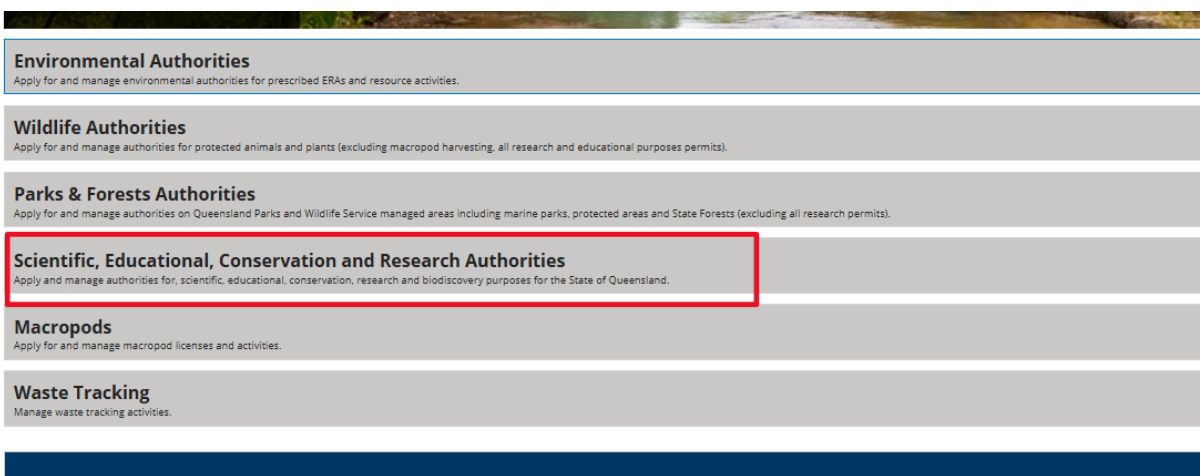 Environmental Authorities
Apply for and manage environmental authorities for prescribed ERAs and resource activities.
Wildlife Authorities
Apply for and manage authorities for protected animals and plants (excluding macropod harvesting, all research and educational purposes permits).
Parks & Forests Authorities
Apply for and manage authorities on Queensland Parks and Wildlife Service managed areas including marine parks, protected areas and State Forests (excluding all research permits).
Scientific, Educational, Conservation and Research Authorities
Apply and manage authorities for, scientific, educational, conservation, research and biodiscovery purposes for the State of Queensland.
Macropods
Apply for and manage macropod licenses and activities.
Waste Tracking
Manage waste tracking activities.